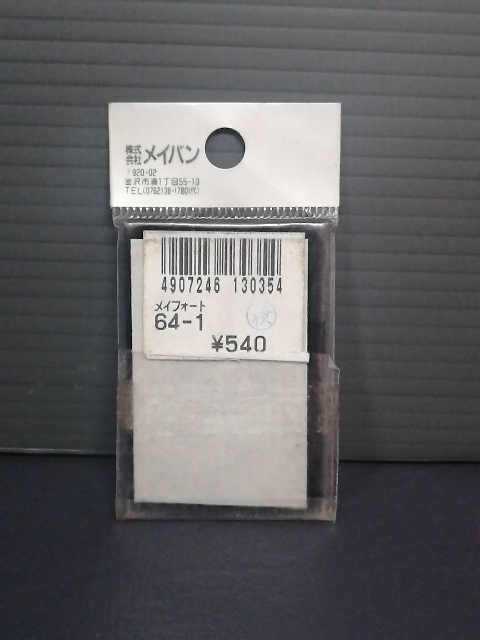 株式会社 メイバン
〒920-02
金沢市湊1丁目55-10
TEL(0762)38-1780(代)
4907246 130354
メイフォート
64-1
¥540